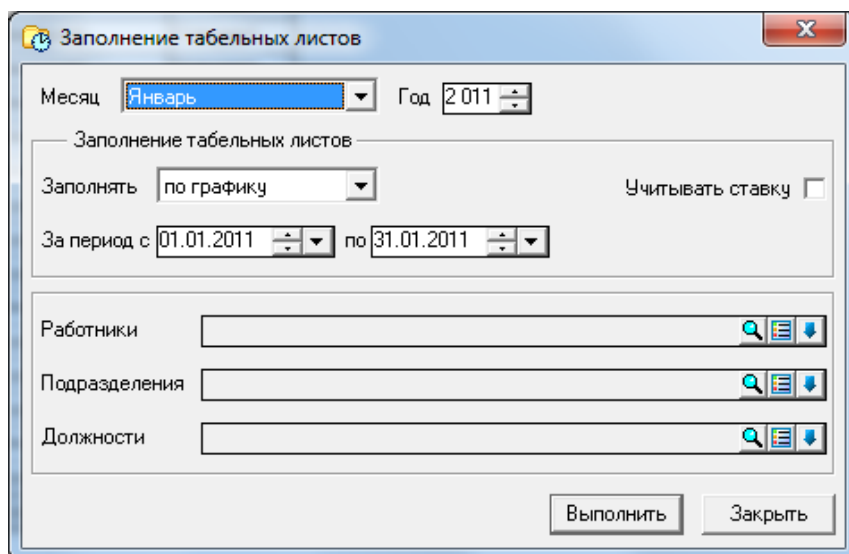 Заполнение табельных листов
Месяц Январь Год 2 011
Заполнение табельных листов
Заполнять по графику Учитывать ставку
За период с 01.01.2011 по 31.01.2011
Работники
Подразделения
Должности
Выполнить Закрыть